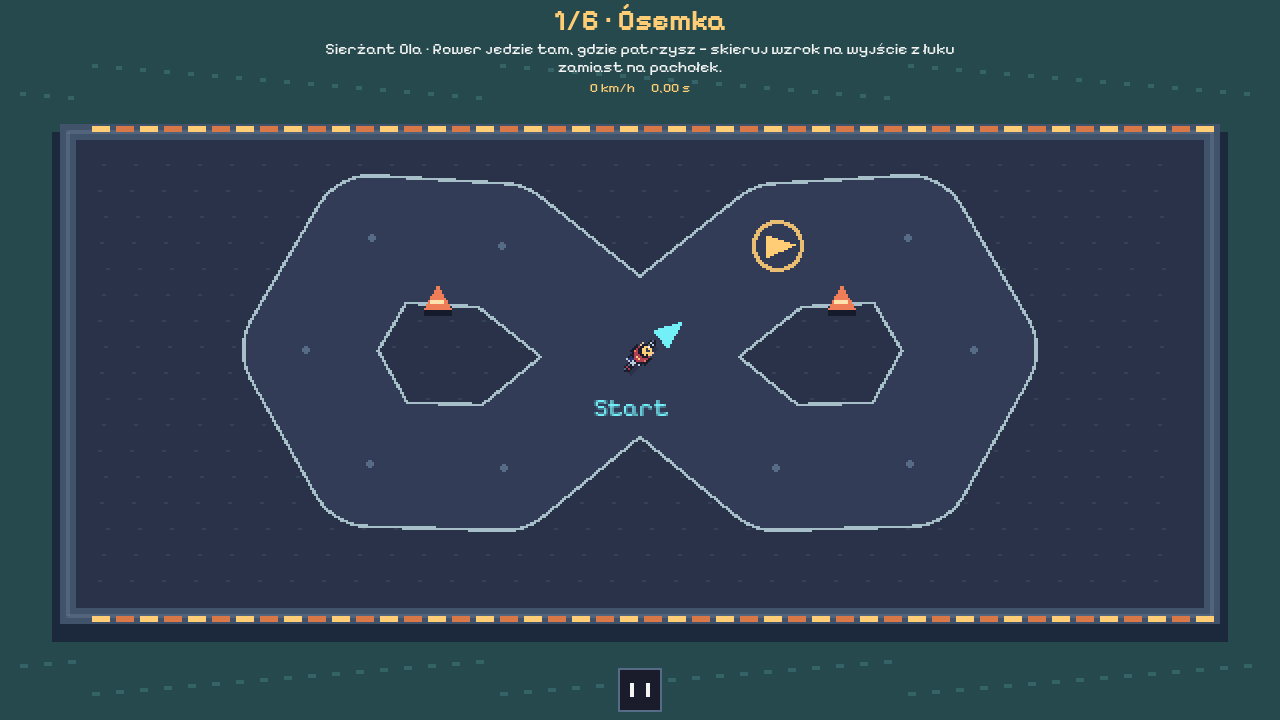 1/6 · Ósemka
Sierżant Ola · Rower jedzie tam, gdzie patrzysz – skieruj wzrok na wyjście z łuku
zamiast na pachołek.
0 km/h 0,00 s
Start